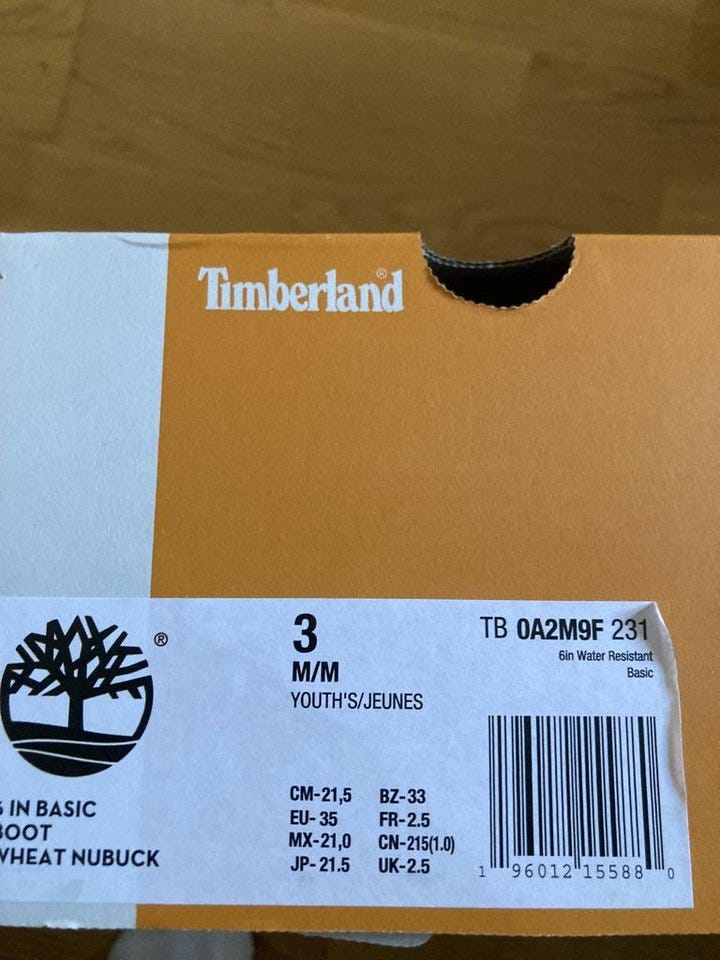 Timberland®
®
6 IN BASIC
BOOT
WHEAT NUBUCK
3
M/M
YOUTH'S/JEUNES
CM-21,5 BZ-33
EU-35 FR-2.5
MX-21,0 CN-215(1.0)
JP-21.5 UK-2.5
TB 0A2M9F 231
6in Water Resistant
Basic
1 96012 15588 0